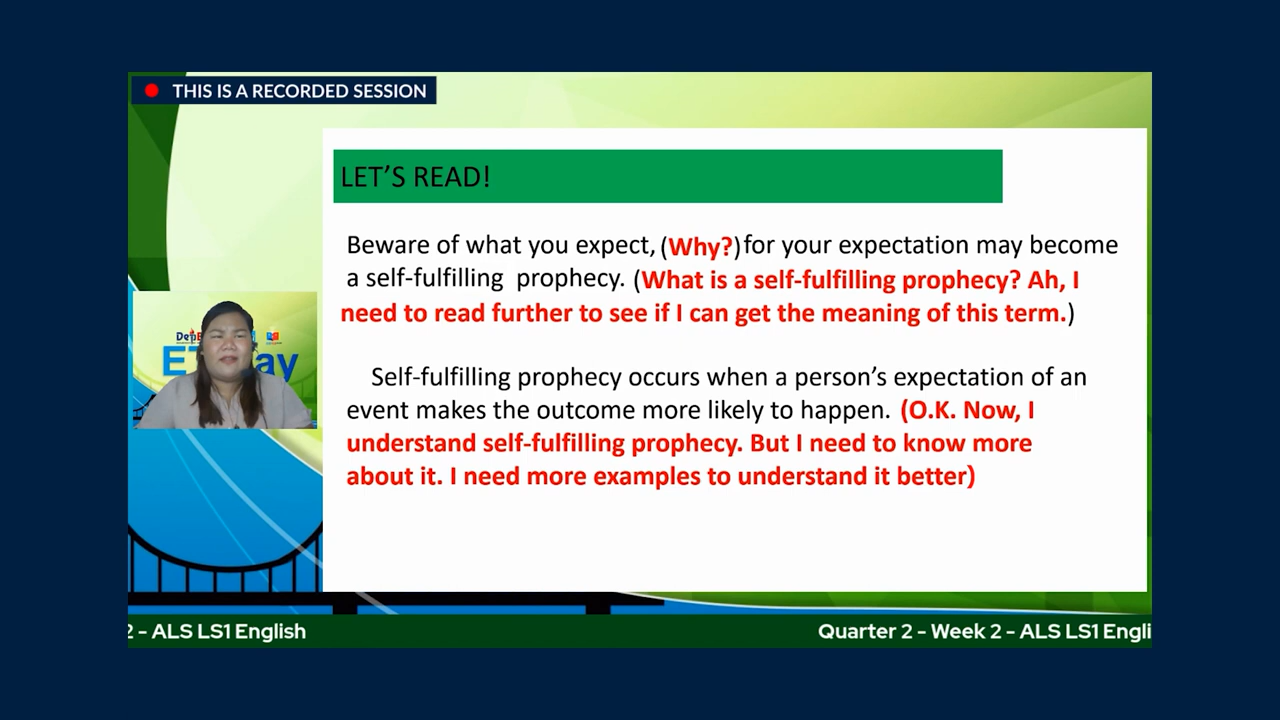 THIS IS A RECORDED SESSION
LET'S READ!
Beware of what you expect, (Why?) for your expectation may become
a self-fulfilling prophecy. (What is a self-fulfilling prophecy? Ah, I
need to read further to see if I can get the meaning of this term.)
Self-fulfilling prophecy occurs when a person's expectation of an
event makes the outcome more likely to happen. (O.K. Now, I
understand self-fulfilling prophecy. But I need to know more
about it. I need more examples to understand it better)
2 - ALS LS1 English
Quarter 2 - Week 2 - ALS LS1 Engli